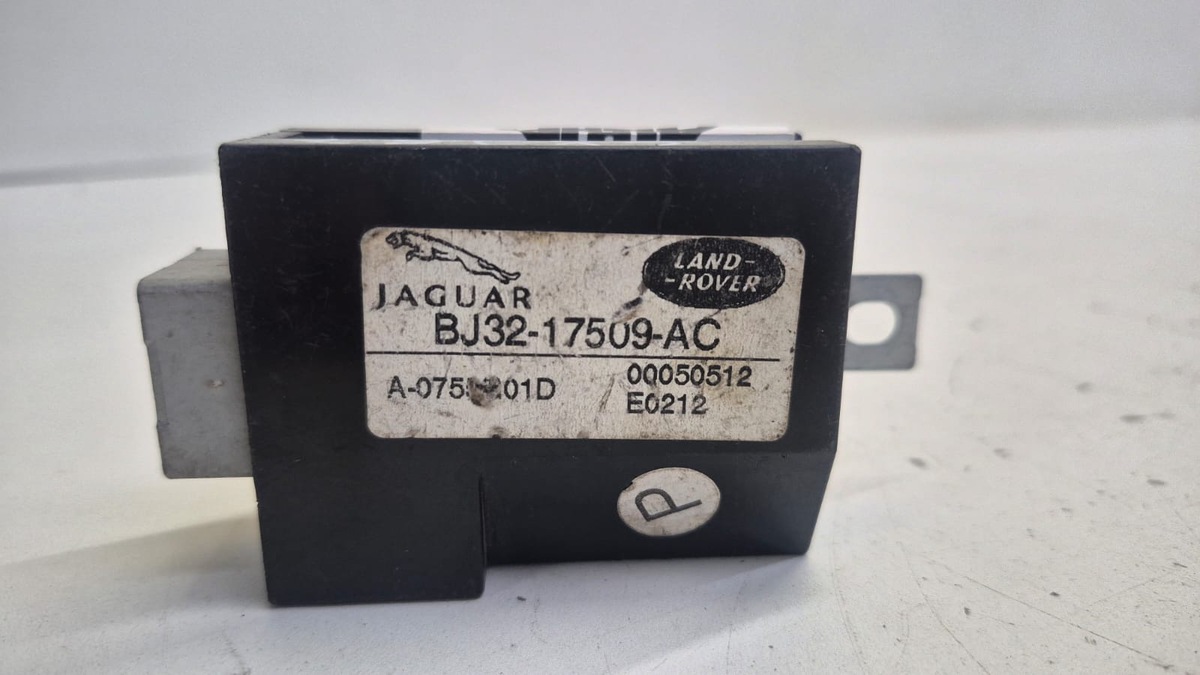 JAGUAR
LAND-
-ROVER
BJ32-17509-AC
00050512
E0212
P